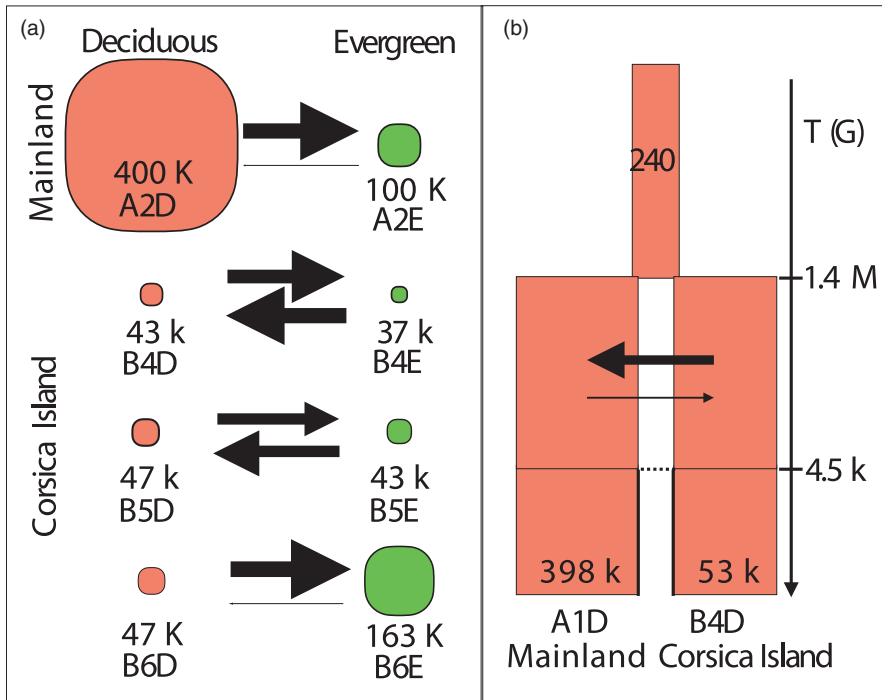 (a)
Deciduous Evergreen
Mainland
400 K
A2D
100 K
A2E
Corsica Island
43 k
B4D
37 k
B4E
47 k
B5D
43 k
B5E
47 K
B6D
163 K
B6E
(b)
T (G)
240
1.4 M
4.5 k
398 k
53 k
A1D
B4D
Mainland Corsica Island